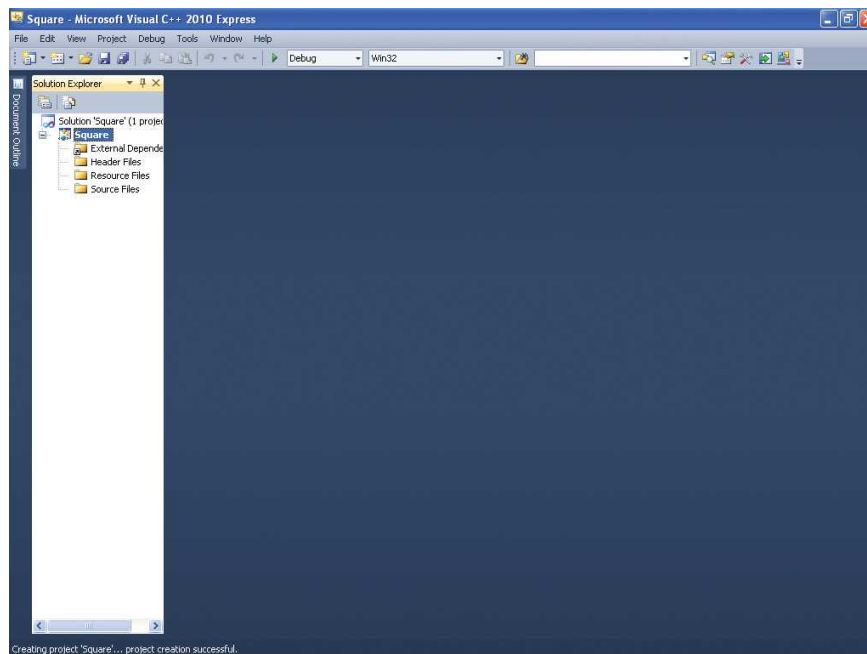 Square - Microsoft Visual C++ 2010 Express
File Edit View Project Debug Tools Window Help
Debug Win32
Solution Explorer
Document Outline
Solution 'Square' (1 projec
Square
External Depende
Header Files
Resource Files
Source Files
Creating project 'Square'... project creation successful.